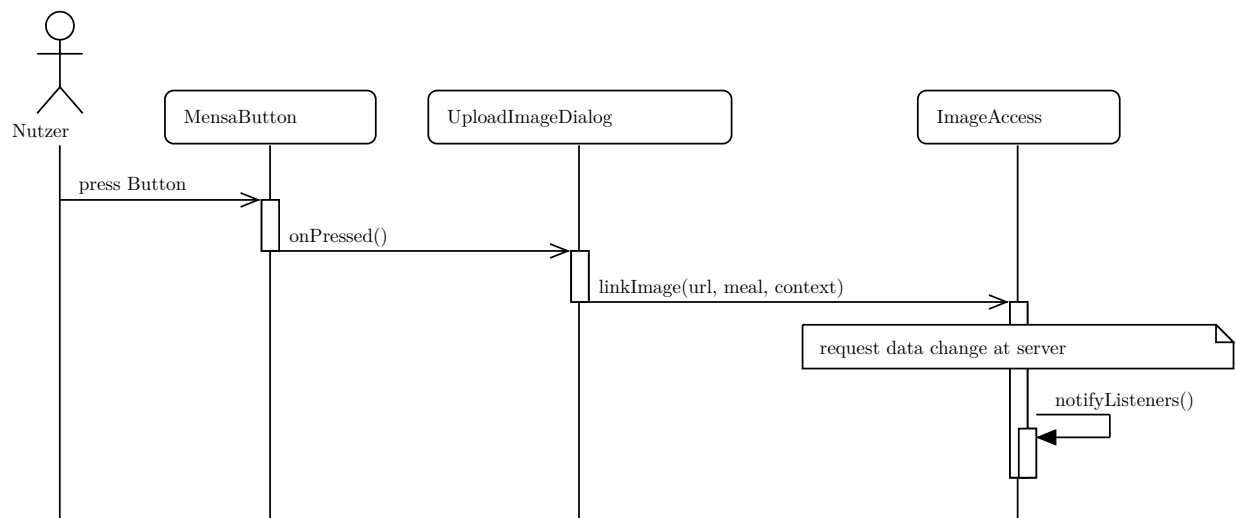 Nutzer
MensaButton
UploadImageDialog
ImageAccess
press Button
onPressed()
linkImage(url, meal, context)
request data change at server
notifyListeners()